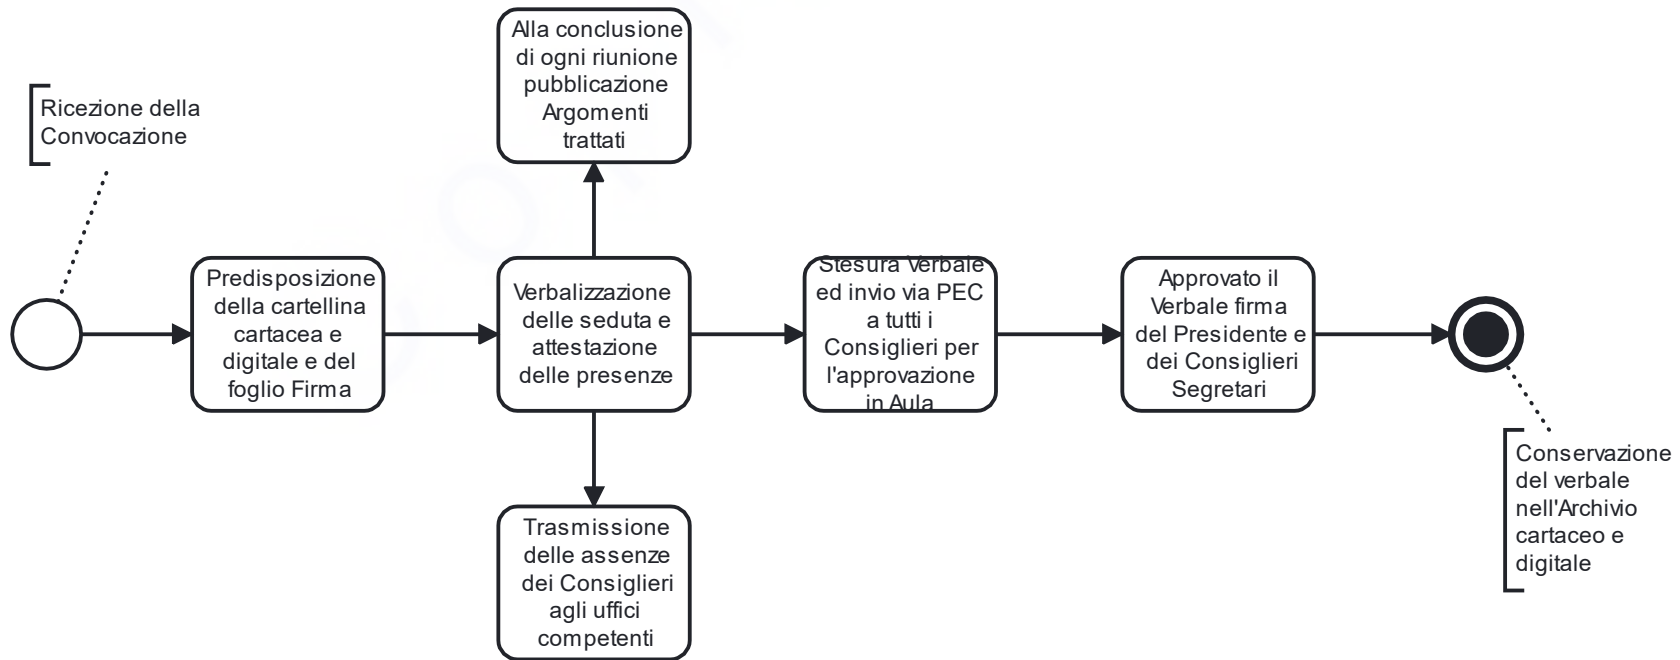 Alla conclusione
di ogni riunione
pubblicazione
Argomenti
trattati
Ricezione della
Convocazione
Predisposizione
della cartellina
cartacea e
digitale e del
foglio Firma
Verbalizzazione
delle seduta e
attestazione
delle presenze
Stesura Verbale
ed invio via PEC
a tutti i
Consiglieri per
l'approvazione
in Aula
Approvato il
Verbale firma
del Presidente e
dei Consiglieri
Segretari
Conservazione
del verbale
nell'Archivio
cartaceo e
digitale
Trasmissione
delle assenze
dei Consiglieri
agli uffici
competenti